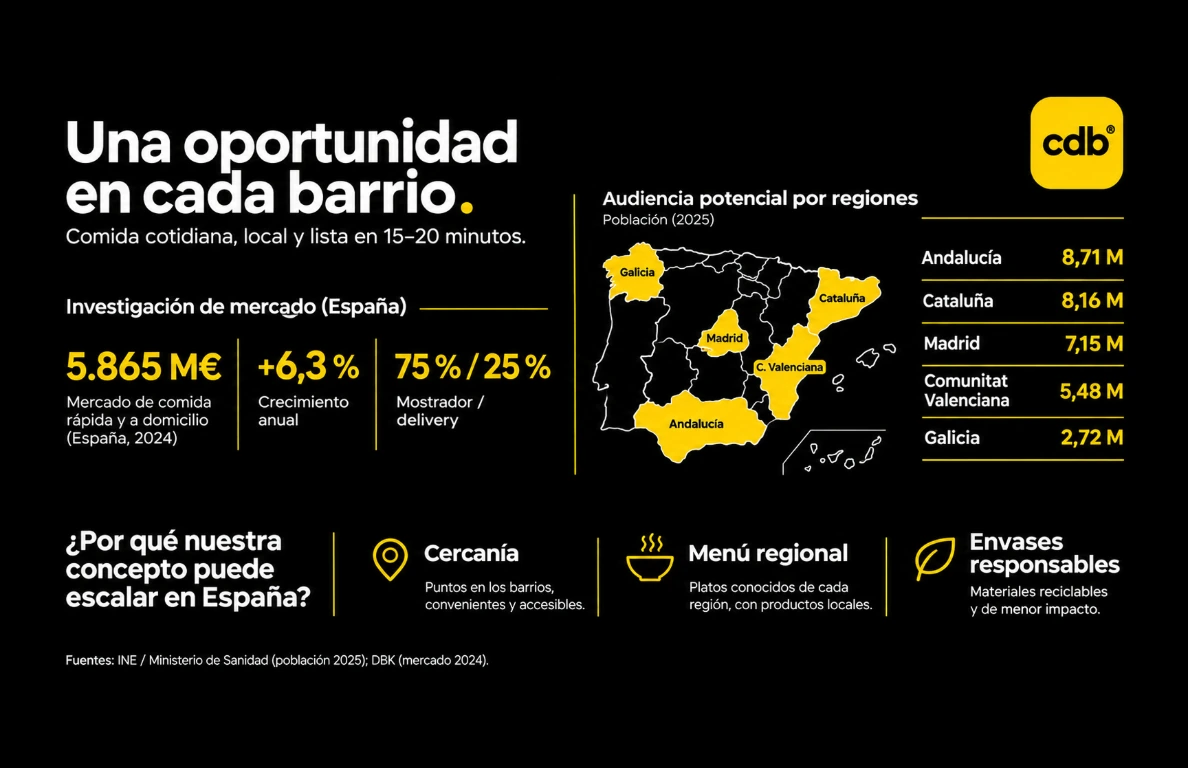 cdb®
Una oportunidad
en cada barrio.
Comida cotidiana, local y lista en 15–20 minutos.
Investigación de mercado (España)
5.865 M€
Mercado de comida
rápida y a domicilio
(España, 2024)
+6,3 %
Crecimiento
anual
75 % / 25 %
Mostrador /
delivery
Audiencia potencial por regiones
Población (2025)
Galicia
Cataluña
Madrid
C. Valenciana
Andalucía
Andalucía 8,71 M
Cataluña 8,16 M
Madrid 7,15 M
Comunitat
Valenciana 5,48 M
Galicia 2,72 M
¿Por qué nuestra
concepto puede
escalar en España?
Cercanía
Puntos en los barrios,
convenientes y accesibles.
Menú regional
Platos conocidos de cada
región, con productos locales.
Envases
responsables
Materiales reciclables
y de menor impacto.
Fuentes: INE / Ministerio de Sanidad (población 2025); DBK (mercado 2024).